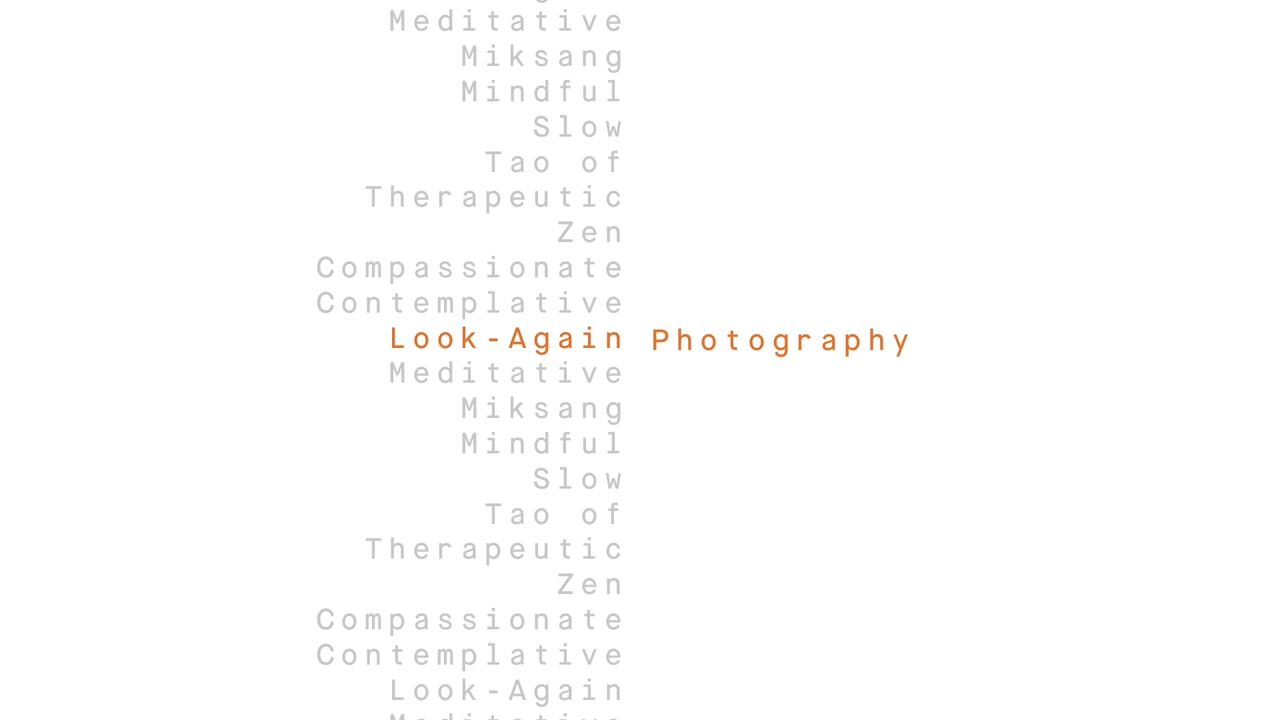 Meditative
Miksang
Mindful
Slow
Tao of
Therapeutic
Zen
Compassionate
Contemplative
Look-Again Photography
Meditative
Miksang
Mindful
Slow
Tao of
Therapeutic
Zen
Compassionate
Contemplative
Look-Again
Meditative